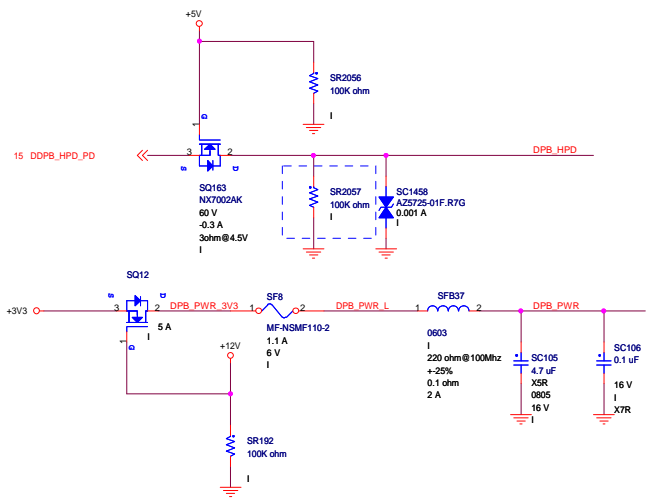 +5V
SR2056
100K ohm
I
1
G
15 DDPB_HPD_PD
3
2
DPB_HPD
S
D
SQ163
NX7002AK
60 V
-0.3 A
3ohm@4.5V
I
SR2057
100K ohm
I
SC1458
AZ5725-01F.R7G
0.001 A
I
SQ12
S
D
+3V3
3
2
DPB_PWR_3V3
1
SF8
2
DPB_PWR_L
1
SFB37
2
DPB_PWR
5 A
I
1
G
MF-NSMF110-2
1.1 A
6 V
I
0603
I
220 ohm@100Mhz
+-25%
0.1 ohm
2 A
SC105
4.7 uF
X5R
0805
16 V
I
SC106
0.1 uF
16 V
I
X7R
+12V
SR192
100K ohm
I